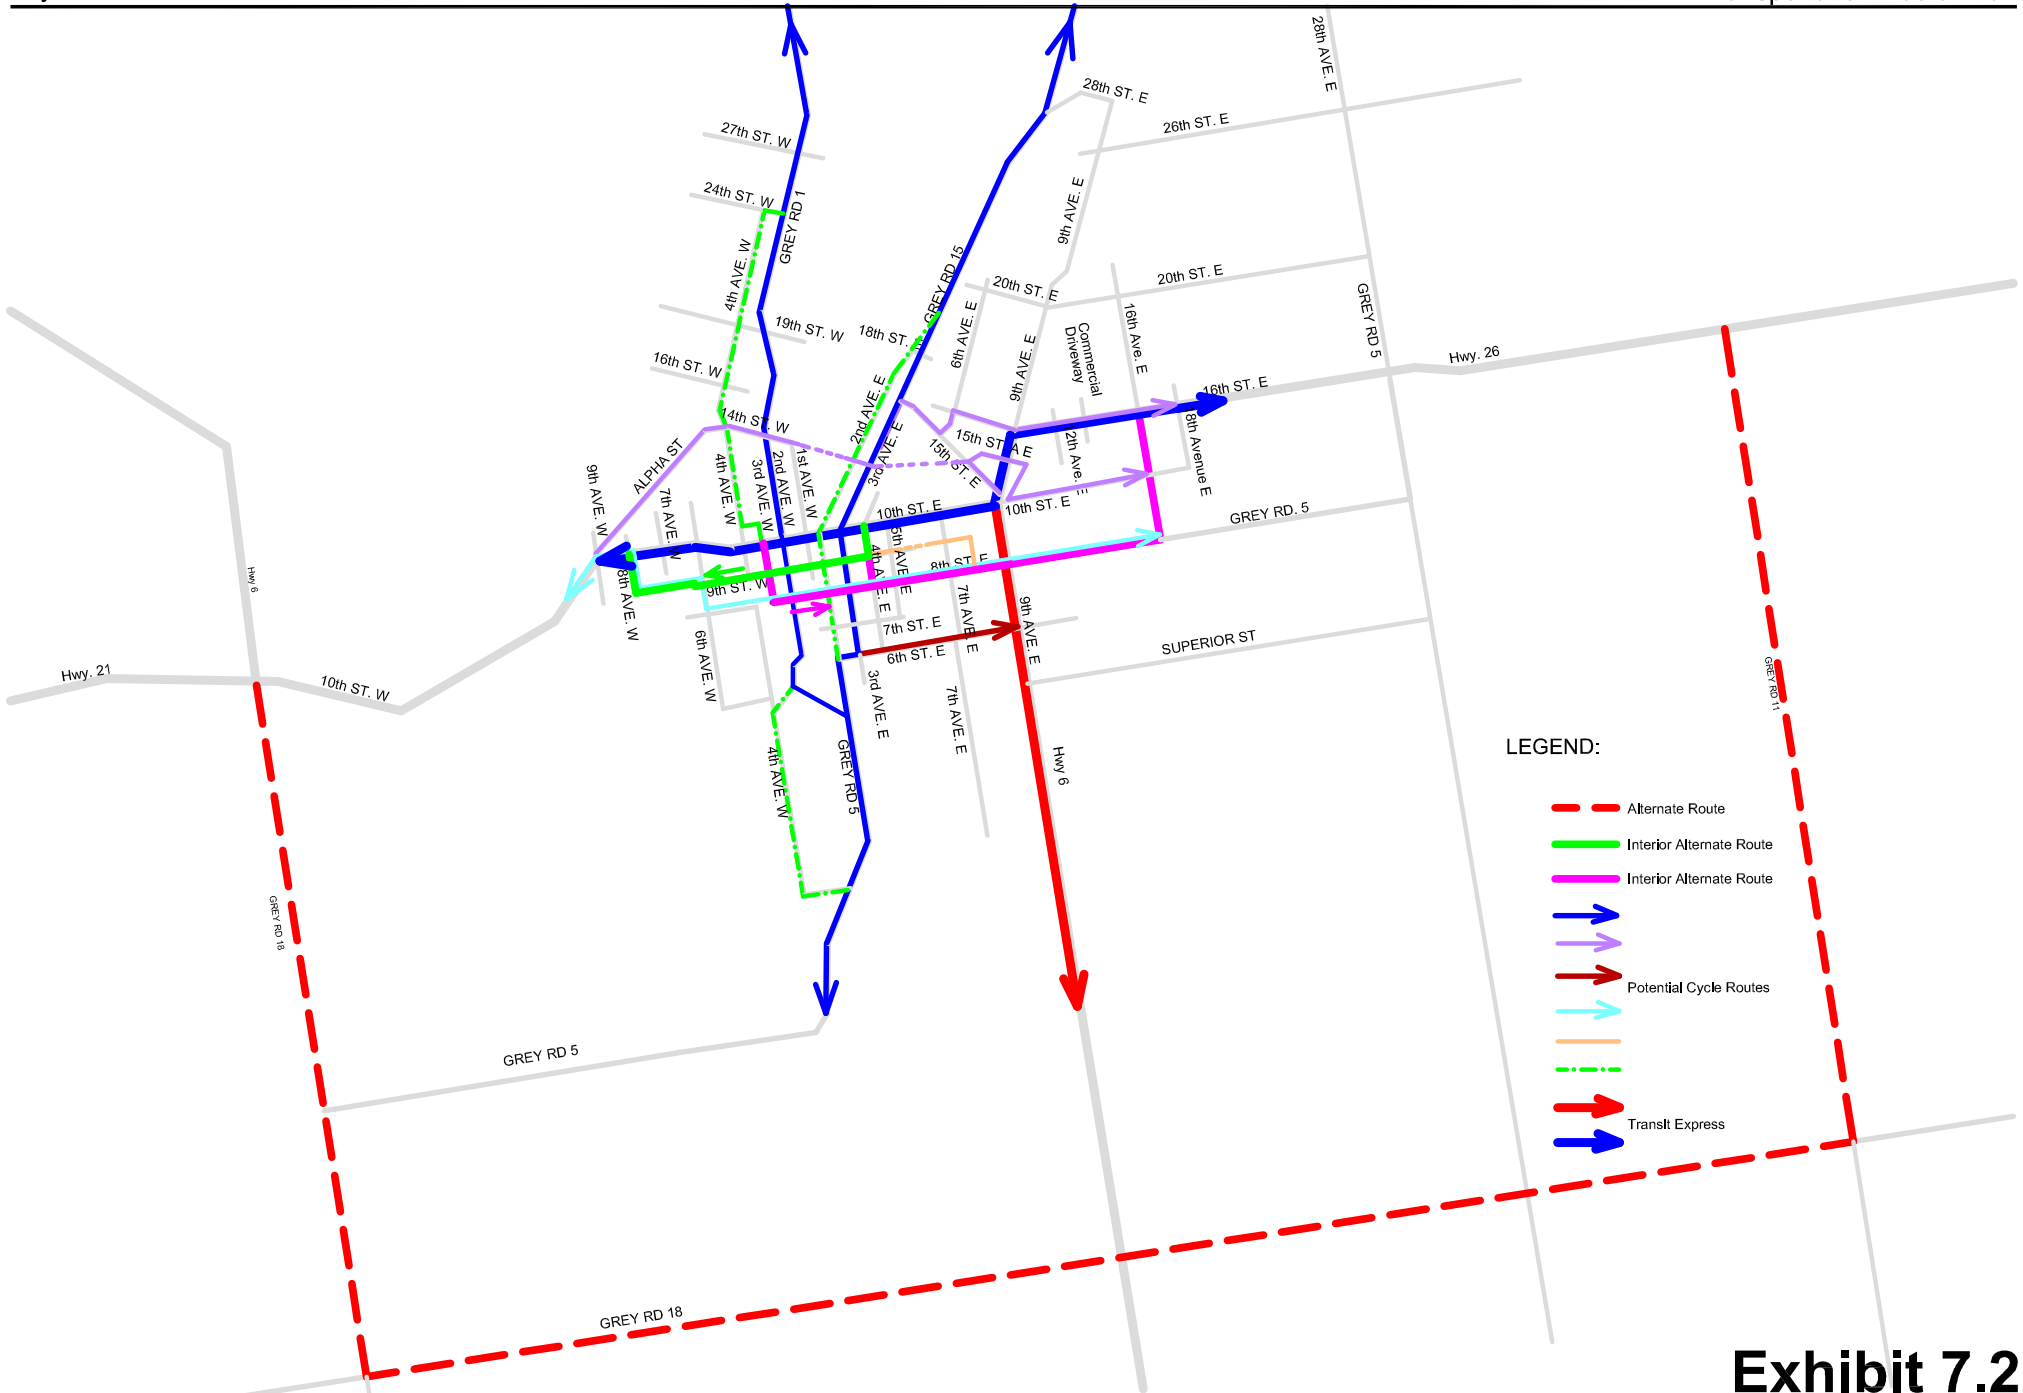 28th AVE. E
28th ST. E
26th ST. E
27th ST. W
24th ST. W
GREY RD 1
9th AVE. E
4th AVE. W
GREY RD 15
20th ST. E
20th ST. E
19th ST. W
18th ST.
6th AVE. E
16th Ave. E
Commercial
Driveway
GREY RD 5
Hwy. 26
16th ST. W
9th AVE. E
16th ST. E
2nd AVE. E
14th ST. W
3rd AVE. E
15th ST. A E
15th ST. E
12th Ave. E
18th Avenue E
ALPHA ST
9th AVE. W
7th AVE. W
4th AVE. W
3rd AVE. W
2nd AVE. W
1st AVE. W
10th ST. E
10th ST. E
GREY RD. 5
5th AVE. E
4th AVE. E
8th ST. E
9th ST. W
8th AVE. W
Hwy 6
6th AVE. W
7th ST. E
6th ST. E
7th AVE. E
9th AVE. E
SUPERIOR ST
Hwy. 21
10th ST. W
3rd AVE. E
7th AVE. E
GREY RD 11
4th AVE. W
GREY RD 5
Hwy 6
GREY RD 18
GREY RD 5
GREY RD 18
LEGEND:
Alternate Route
Interior Alternate Route
Interior Alternate Route
Potential Cycle Routes
Transit Express
Exhibit 7.2